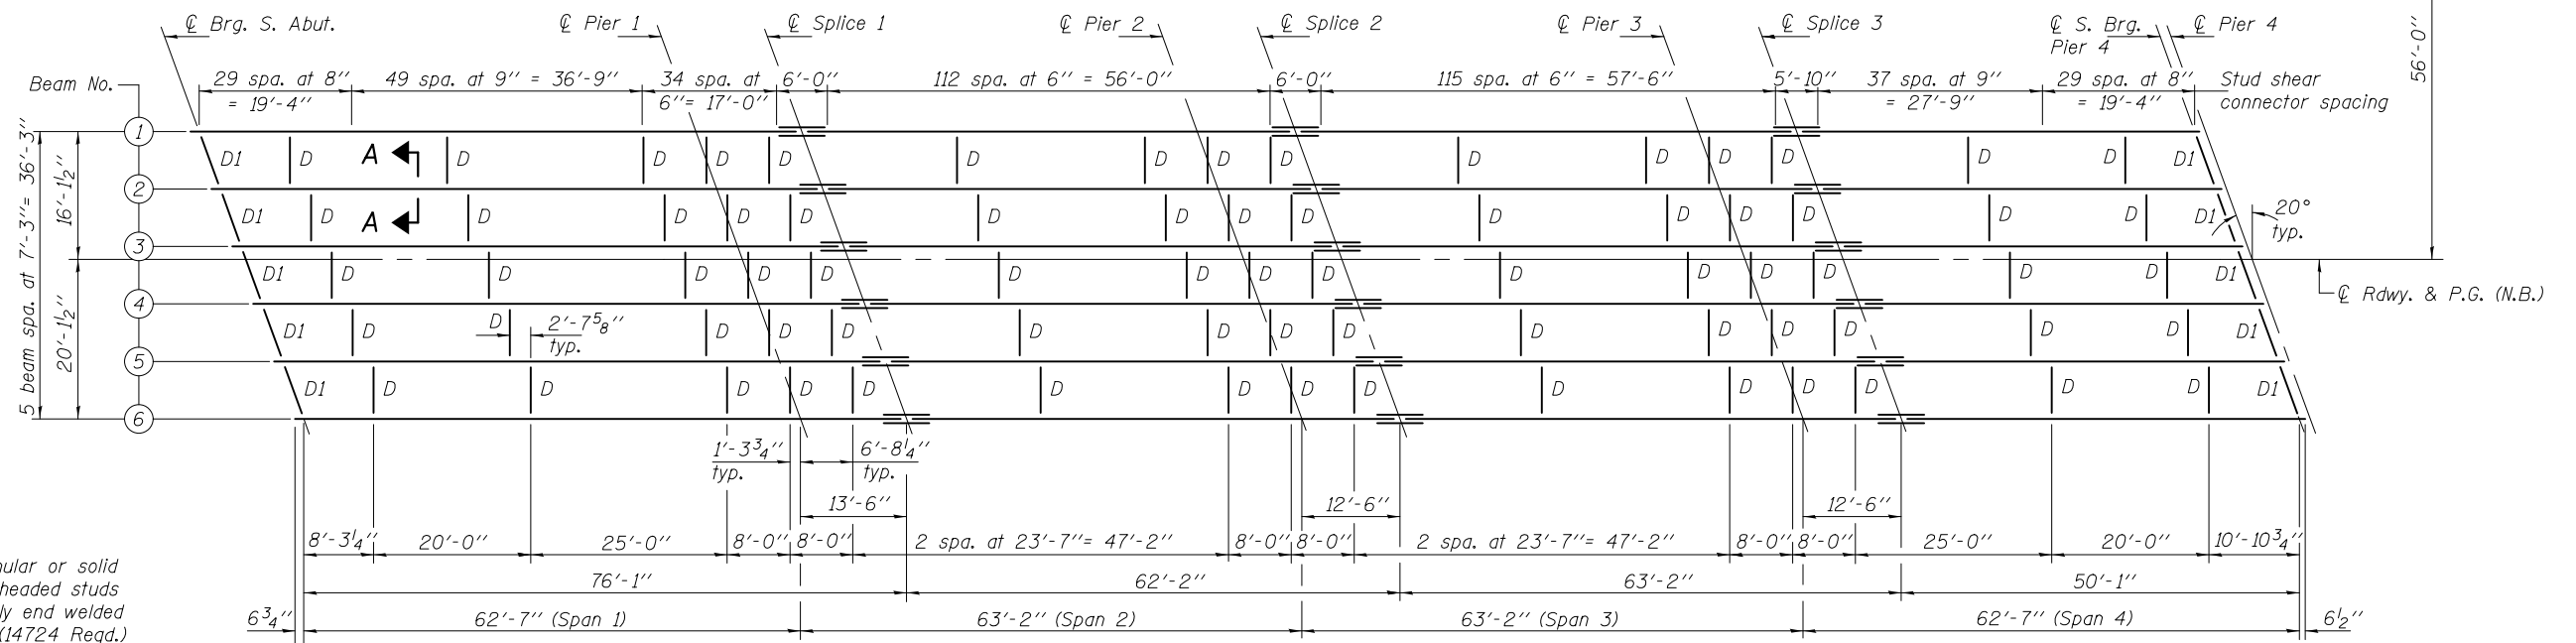 ℄ Brg. S. Abut.
℄ Pier 1
℄ Splice 1
℄ Pier 2
℄ Splice 2
℄ Pier 3
℄ Splice 3
℄ S. Brg.
Pier 4
℄ Pier 4
56'-0"
Beam No.
29 spa. at 8"
= 19'-4"
49 spa. at 9" = 36'-9"
34 spa. at
6"= 17'-0"
6'-0"
112 spa. at 6" = 56'-0"
6'-0"
115 spa. at 6" = 57'-6"
5'-10"
37 spa. at 9"
= 27'-9"
29 spa. at 8"
= 19'-4"
Stud shear
connector spacing
5 beam spa. at 7'-3"= 36'-3"
16'-1½"
20'-1½"
1
D1 D A D D D D D D D D D D D D D D D D1
2
D1 D A D D D D D D D D D D D D D D D D1
20°
typ.
3
D1 D D D D D D D D D D D D D D D D1
℄ Rdwy. & P.G. (N.B.)
4
D1 D D D D D D D D D D D D D D D D1
2'-7⅝"
typ.
5
D1 D D D D D D D D D D D D D D D D1
6
1'-3¾"
typ.
6'-8¼"
typ.
13'-6"
12'-6"
12'-6"
8'-3¼"
20'-0"
25'-0"
8'-0"
8'-0"
2 spa. at 23'-7"= 47'-2"
8'-0"
8'-0"
2 spa. at 23'-7"= 47'-2"
8'-0"
8'-0"
25'-0"
20'-0"
10'-10¾"
76'-1"
62'-2"
63'-2"
50'-1"
6¾"
62'-7" (Span 1)
63'-2" (Span 2)
63'-2" (Span 3)
62'-7" (Span 4)
6½"
nular or solid
headed studs
ly end welded
(14724 Reqd.)